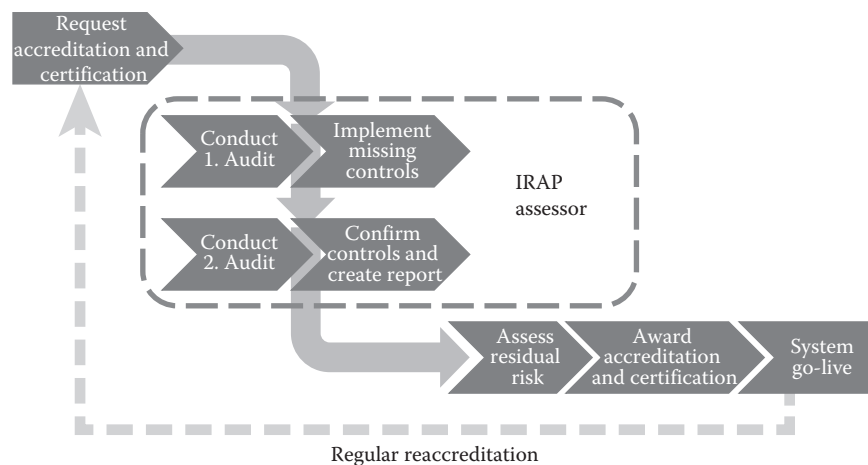 Request
accreditation and
certification
Conduct
1. Audit
Implement
missing
controls
IRAP
assessor
Conduct
2. Audit
Confirm
controls and
create report
Assess
residual
risk
Award
accreditation
and certification
System
go-live
Regular reaccreditation